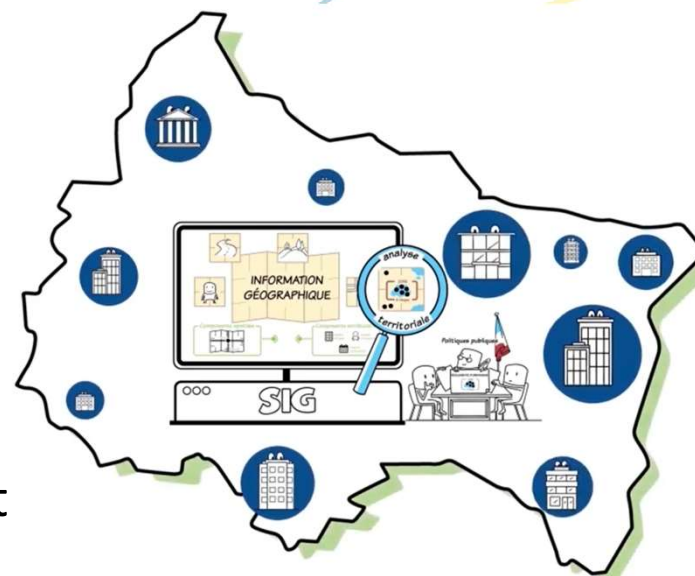 analyse
territoriale
INFORMATION
GÉOGRAPHIQUE
Politiques publiques
SIG
t